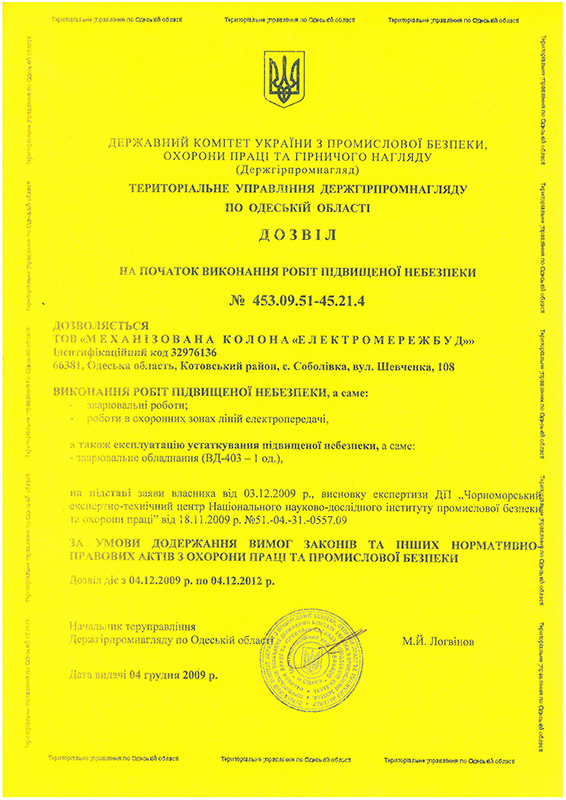 Територіальне управління по Одеській області
Територіальне управління по Одеській області
Територіальне управління по Одеській області
ДЕРЖАВНИЙ КОМІТЕТ УКРАЇНИ З ПРОМИСЛОВОЇ БЕЗПЕКИ,
ОХОРОНИ ПРАЦІ ТА ГІРНИЧОГО НАГЛЯДУ
(Держгірпромнагляд)
ТЕРИТОРІАЛЬНЕ УПРАВЛІННЯ ДЕРЖГІРПРОМНАГЛЯДУ
ПО ОДЕСЬКІЙ ОБЛАСТІ
ДОЗВІЛ
НА ПОЧАТОК ВИКОНАННЯ РОБІТ ПІДВИЩЕНОЇ НЕБЕЗПЕКИ
№ 453.09.51-45.21.4
ДОЗВОЛЯЄТЬСЯ
ТОВ «МЕХАНІЗОВАНА КОЛОНА «ЕЛЕКТРОМЕРЕЖБУД»»
Ідентифікаційний код 32976136
66381, Одеська область, Котовський район, с. Соболівка, вул. Шевченка, 108
ВИКОНАННЯ РОБІТ ПІДВИЩЕНОЇ НЕБЕЗПЕКИ, а саме:
- зварювальні роботи;
- роботи в охоронних зонах ліній електропередачі,
а також експлуатацію устаткування підвищеної небезпеки, а саме:
- зварювальне обладнання (ВД-403 – 1 од.),
на підставі заяви власника від 03.12.2009 р., висновку експертизи ДП „Чорноморський
експертно-технічний центр Національного науково-дослідного інституту промислової безпеки
та охорони праці” від 18.11.2009 р. №51.-04.-31.-0557.09
ЗА УМОВИ ДОДЕРЖАННЯ ВИМОГ ЗАКОНІВ ТА ІНШИХ НОРМАТИВНО-
ПРАВОВИХ АКТІВ З ОХОРОНИ ПРАЦІ ТА ПРОМИСЛОВОЇ БЕЗПЕКИ
Дозвіл діє з 04.12.2009 р. по 04.12.2012 р.
Начальник теруправління
Держгірпромнагляду по Одеській області
М.Й. Логвінов
Дата видачі 04 грудня 2009 р.
Територіальне управління по Одеській області
Територіальне управління по Одеській області
Територіальне управління по Одеській області